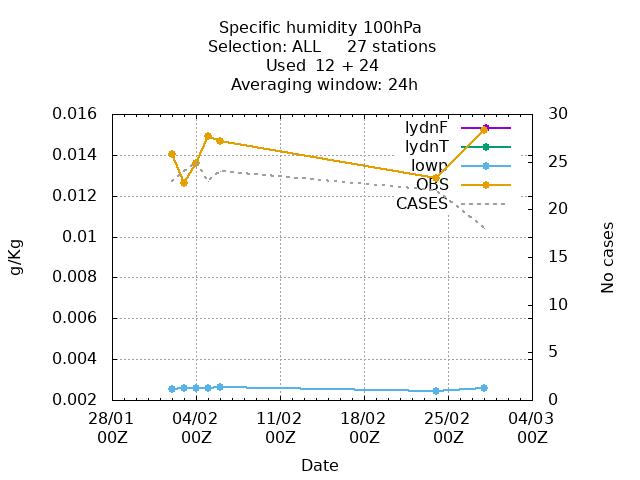 Specific humidity 100hPa
Selection: ALL 27 stations
Used 12 + 24
Averaging window: 24h
0.016
0.014
0.012
0.01
0.008
0.006
0.004
0.002
g/Kg
30
25
20
15
10
5
0
No cases
IydnF
IydnT
lowp
OBS
CASES
28/01 04/02 11/02 18/02 25/02 04/03
00Z 00Z 00Z 00Z 00Z 00Z
Date